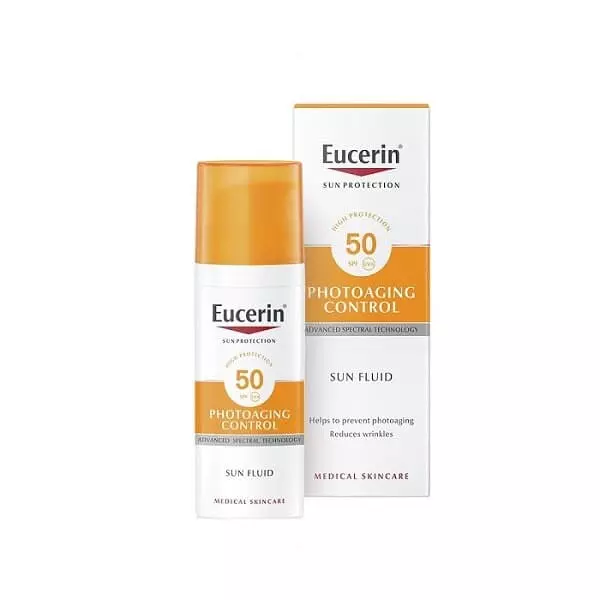 Eucerin®
SUN PROTECTION
HIGH PROTECTION
50
SPF UVA
PHOTOAGING
CONTROL
ADVANCED SPECTRAL TECHNOLOGY
SUN FLUID
MEDICAL SKINCARE
Eucerin®
SUN PROTECTION
HIGH PROTECTION
50
SPF UVA
PHOTOAGING
CONTROL
ADVANCED SPECTRAL TECHNOLOGY
SUN FLUID
Helps to prevent photoaging
Reduces wrinkles
MEDICAL SKINCARE